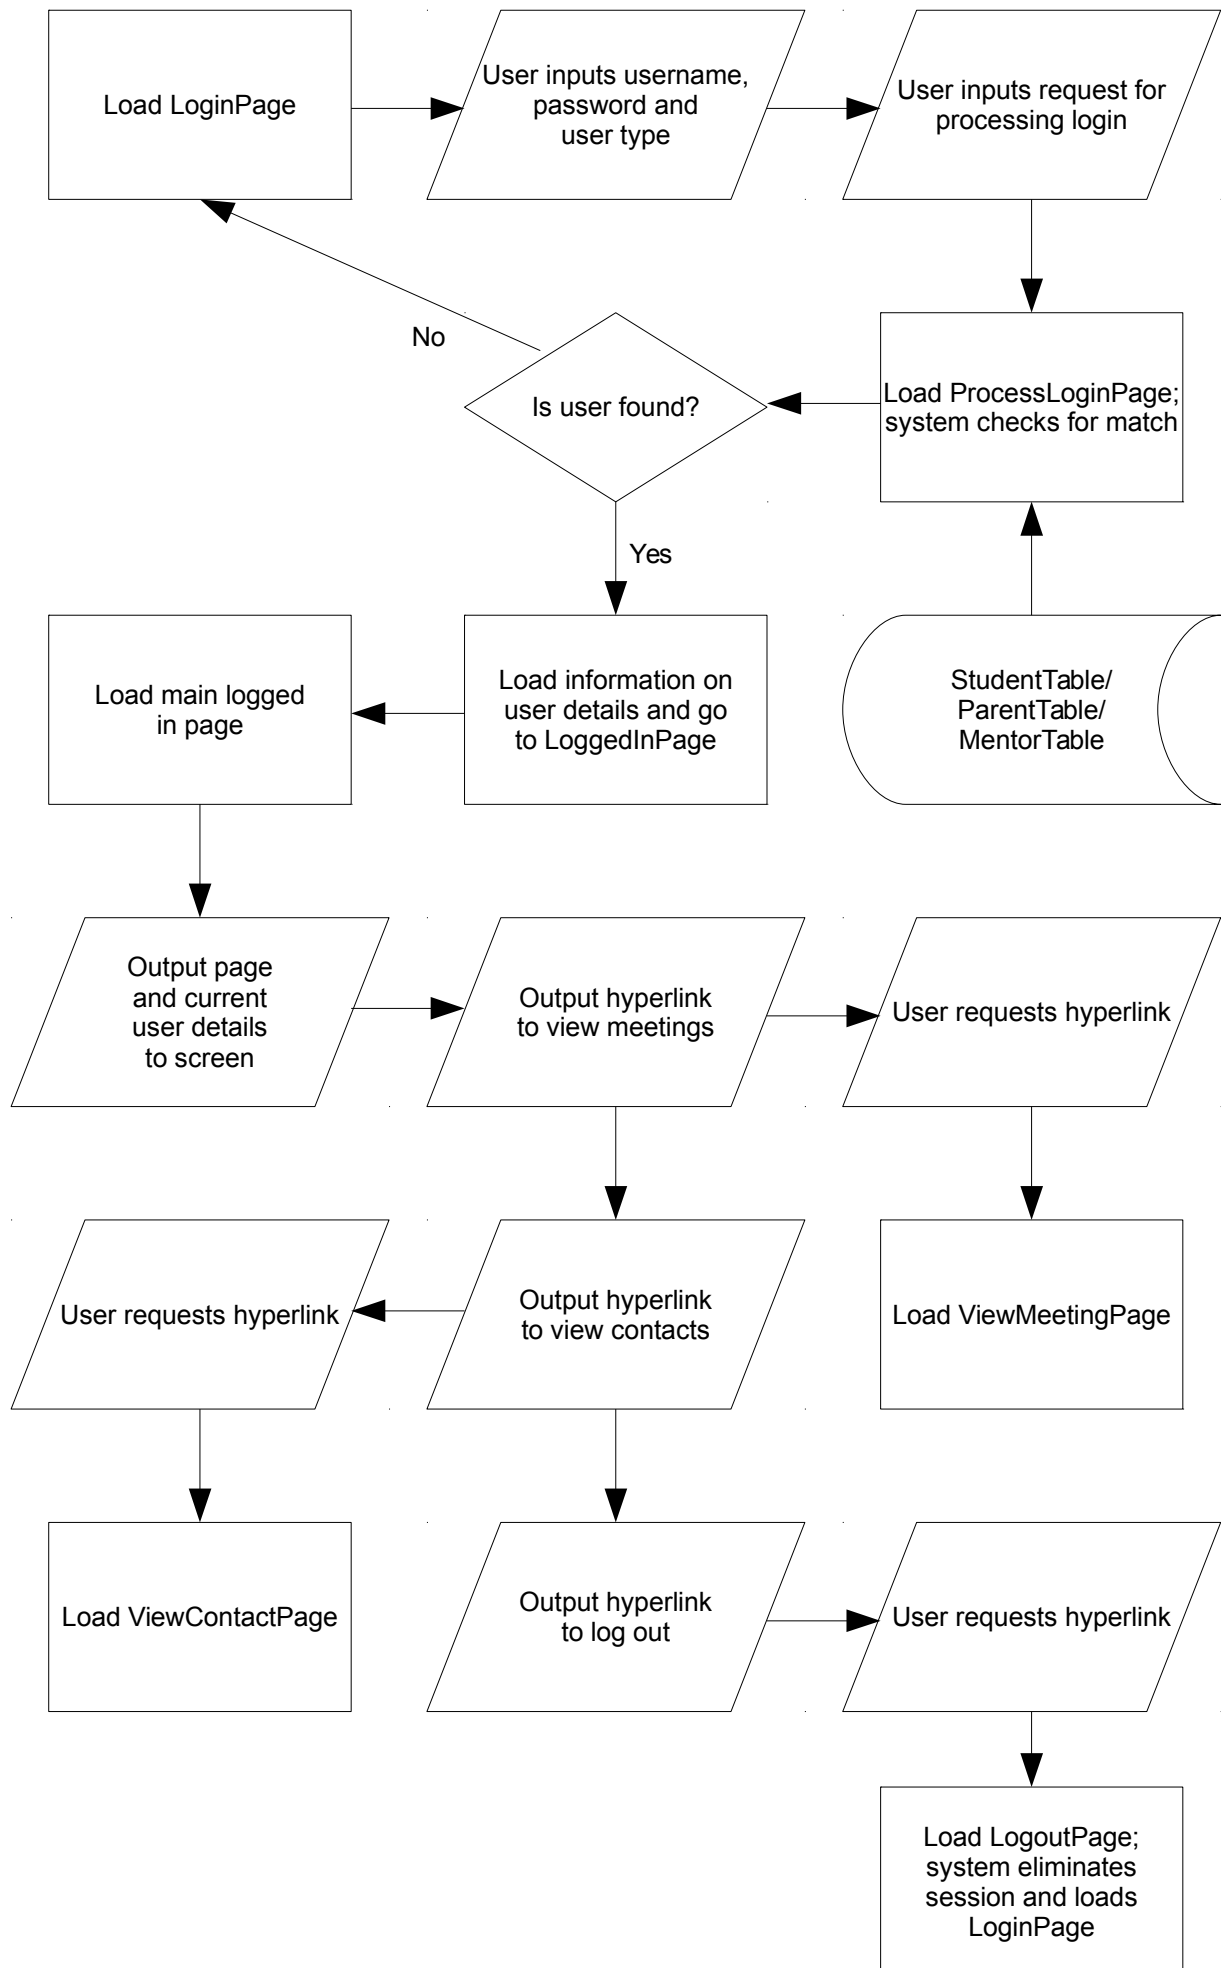 Load LoginPage
User inputs username,
password and
user type
User inputs request for
processing login
No
Is user found?
Load ProcessLoginPage;
system checks for match
Yes
Load main logged
in page
Load information on
user details and go
to LoggedInPage
StudentTable/
ParentTable/
MentorTable
Output page
and current
user details
to screen
Output hyperlink
to view meetings
User requests hyperlink
User requests hyperlink
Output hyperlink
to view contacts
Load ViewMeetingPage
Load ViewContactPage
Output hyperlink
to log out
User requests hyperlink
Load LogoutPage;
system eliminates
session and loads
LoginPage